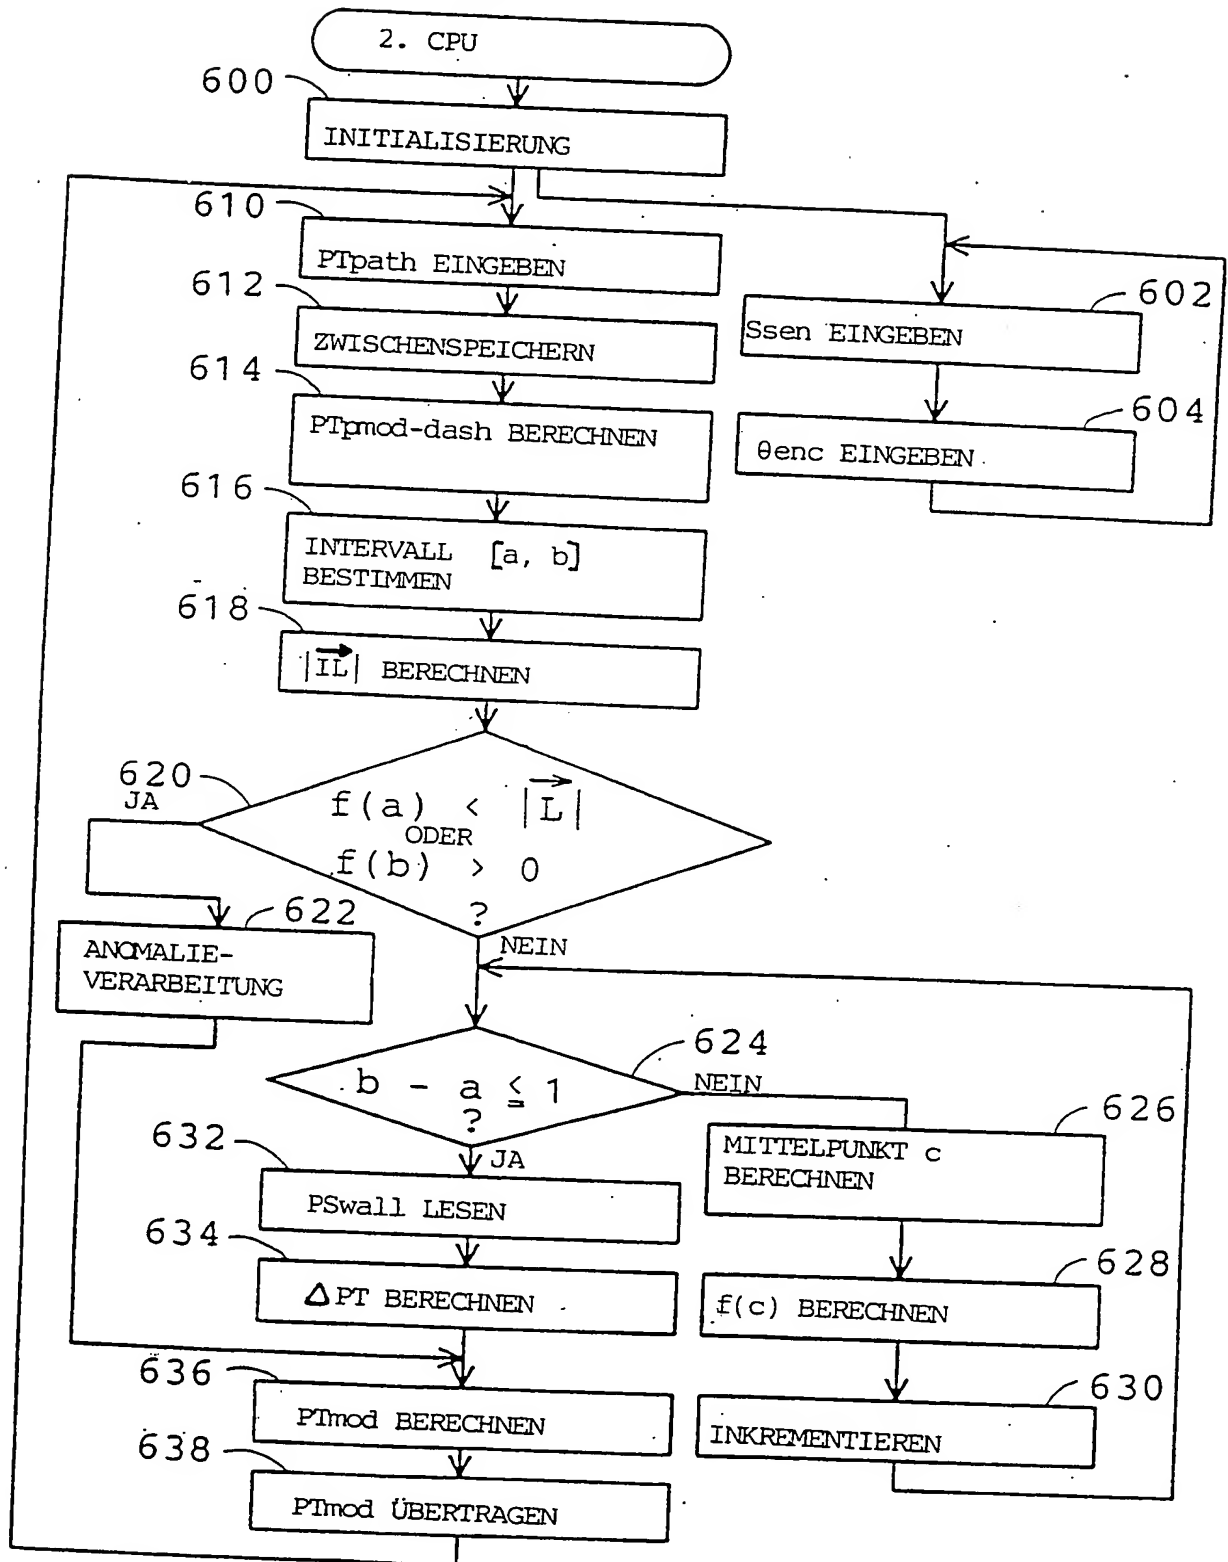 2. CPU
600
INITIALISIERUNG
610
PTpath EINGEBEN
612
ZWISCHENSPEICHERN
614
PTpmod-dash BERECHNEN
616
INTERVALL [a, b]
BESTIMMEN
618
|IL| BERECHNEN
602
Ssen EINGEBEN
604
θenc EINGEBEN
620
JA
f(a) < |L|
ODER
f(b) > 0
?
NEIN
622
ANOMALIE-
VERARBEITUNG
624
b - a ≦ 1
?
NEIN
JA
626
MITTELPUNKT c
BERECHNEN
628
f(c) BERECHNEN
630
INKREMENTIEREN
632
PSwall LESEN
634
ΔPT BERECHNEN
636
PTmod BERECHNEN
638
PTmod ÜBERTRAGEN